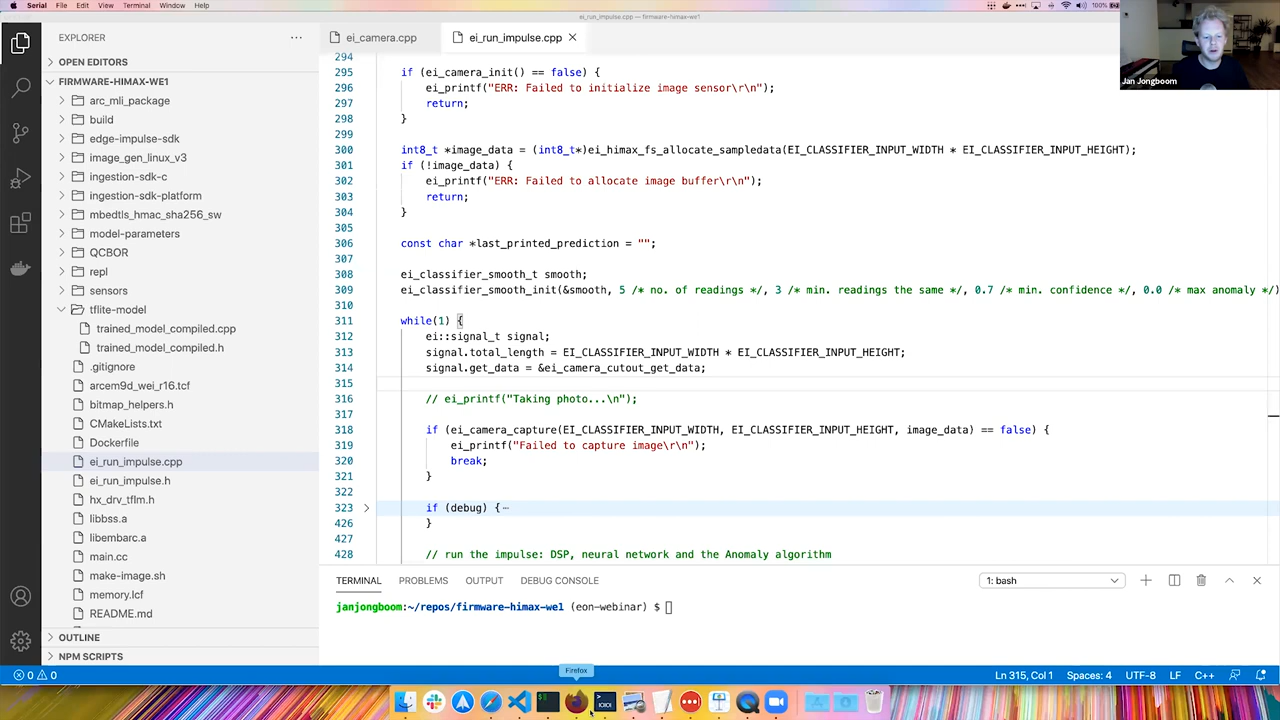 Serial File Edit Data Terminal Window Help
100%
ei_run_impulse.cpp — firmware-himax-we1
Jan Jongboom
EXPLORER
OPEN EDITORS
FIRMWARE-HIMAX-WE1
arc_mli_package
build
edge-impulse-sdk
image_gen_linux_v3
ingestion-sdk-c
ingestion-sdk-platform
mbedtls_hmac_sha256_sw
model-parameters
QCBOR
repl
sensors
tflite-model
trained_model_compiled.cpp
trained_model_compiled.h
.gitignore
arcem9d_wei_r16.tcf
bitmap_helpers.h
CMakeLists.txt
Dockerfile
ei_run_impulse.cpp
ei_run_impulse.h
hx_drv_tflm.h
libbss.a
libembarc.a
main.cc
make-image.sh
memory.lcf
README.md
OUTLINE
NPM SCRIPTS
ei_camera.cpp ei_run_impulse.cpp
294
295 if (ei_camera_init() == false) {
296 ei_printf("ERR: Failed to initialize image sensor\r\n");
297 return;
298 }
299
300 int8_t *image_data = (int8_t*)ei_himax_fs_allocate_sampledata(EI_CLASSIFIER_INPUT_WIDTH * EI_CLASSIFIER_INPUT_HEIGHT);
301 if (!image_data) {
302 ei_printf("ERR: Failed to allocate image buffer\r\n");
303 return;
304 }
305
306 const char *last_printed_prediction = "";
307
308 ei_classifier_smooth_t smooth;
309 ei_classifier_smooth_init(&smooth, 5 /* no. of readings */, 3 /* min. readings the same */, 0.7 /* min. confidence */, 0.0 /* max anomaly */)
310
311 while(1) {
312 ei::signal_t signal;
313 signal.total_length = EI_CLASSIFIER_INPUT_WIDTH * EI_CLASSIFIER_INPUT_HEIGHT;
314 signal.get_data = &ei_camera_cutout_get_data;
315
316 // ei_printf("Taking photo...\n");
317
318 if (ei_camera_capture(EI_CLASSIFIER_INPUT_WIDTH, EI_CLASSIFIER_INPUT_HEIGHT, image_data) == false) {
319 ei_printf("Failed to capture image\r\n");
320 break;
321 }
322
323 if (debug) {⋯
426 }
427
428 // run the impulse: DSP, neural network and the Anomaly algorithm
TERMINAL PROBLEMS OUTPUT DEBUG CONSOLE 1: bash
janjongboom:~/repos/firmware-himax-we1 (eon-webinar) $
0 0 Ln 315, Col 1 Spaces: 4 UTF-8 LF C++
Firefox